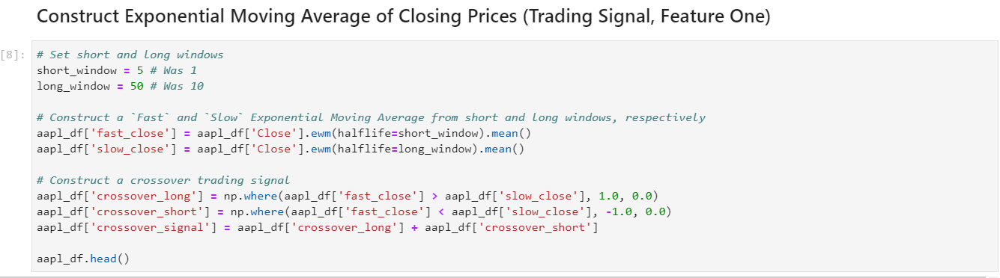 Construct Exponential Moving Average of Closing Prices (Trading Signal, Feature One)
[8]:
# Set short and long windows
short_window = 5 # Was 1
long_window = 50 # Was 10
# Construct a `Fast` and `Slow` Exponential Moving Average from short and long windows, respectively
aapl_df['fast_close'] = aapl_df['Close'].ewm(halflife=short_window).mean()
aapl_df['slow_close'] = aapl_df['Close'].ewm(halflife=long_window).mean()
# Construct a crossover trading signal
aapl_df['crossover_long'] = np.where(aapl_df['fast_close'] > aapl_df['slow_close'], 1.0, 0.0)
aapl_df['crossover_short'] = np.where(aapl_df['fast_close'] < aapl_df['slow_close'], -1.0, 0.0)
aapl_df['crossover_signal'] = aapl_df['crossover_long'] + aapl_df['crossover_short']
aapl_df.head()